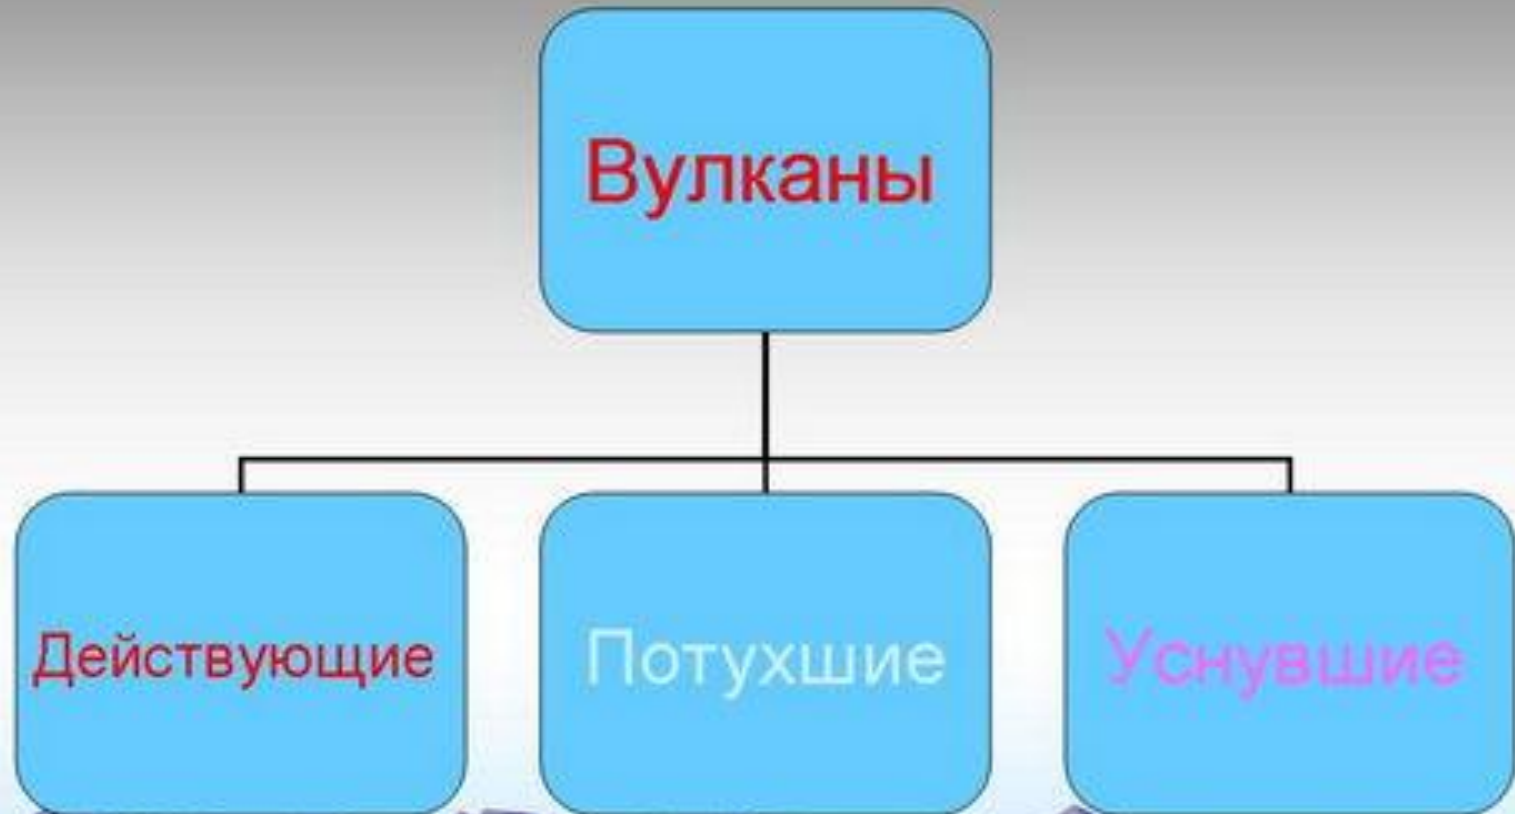 Вулканы
Действующие
Потухшие
Уснувшие